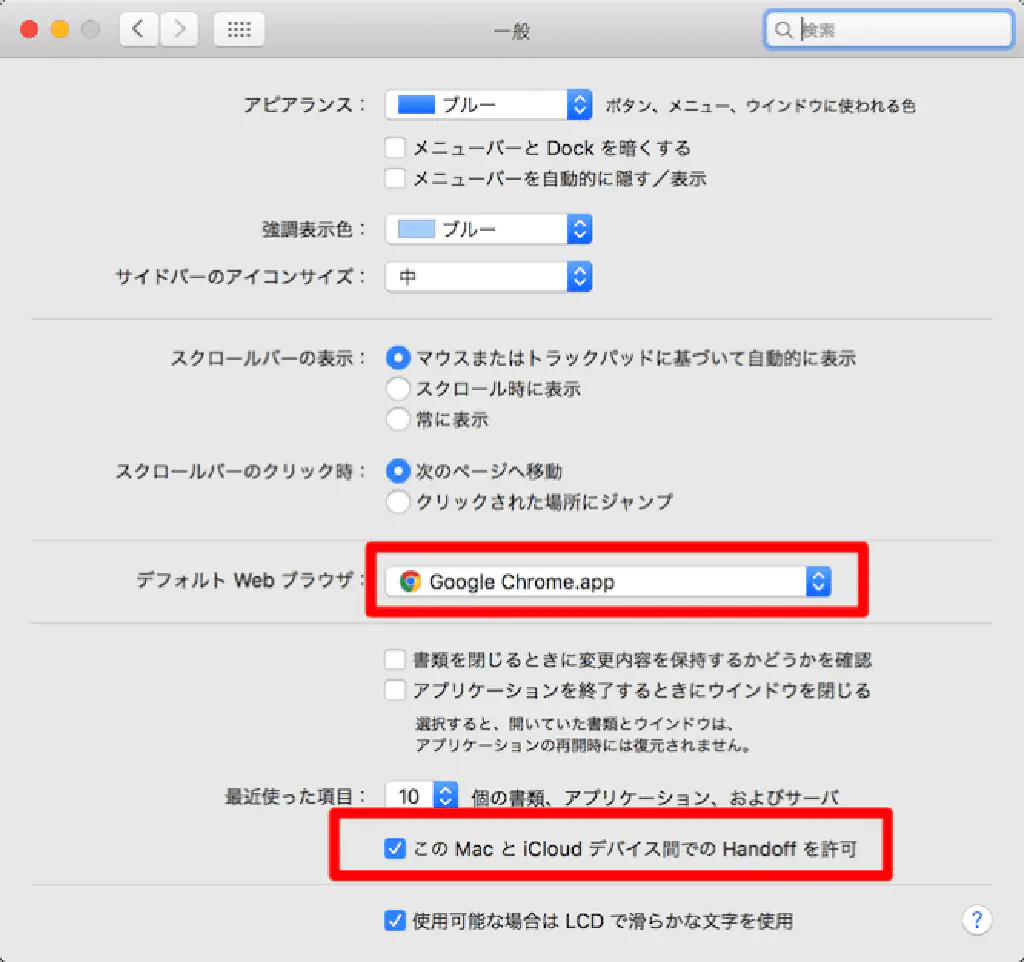 一般
検索
アピアランス：
ブルー
ボタン、メニュー、ウインドウに使われる色
メニューバーと Dock を暗くする
メニューバーを自動的に隠す／表示
強調表示色：
ブルー
サイドバーのアイコンサイズ：
中
スクロールバーの表示：
マウスまたはトラックパッドに基づいて自動的に表示
スクロール時に表示
常に表示
スクロールバーのクリック時：
次のページへ移動
クリックされた場所にジャンプ
デフォルト Web ブラウザ：
Google Chrome.app
書類を閉じるときに変更内容を保持するかどうかを確認
アプリケーションを終了するときにウインドウを閉じる
選択すると、開いていた書類とウインドウは、
アプリケーションの再開時には復元されません。
最近使った項目：
10
個の書類、アプリケーション、およびサーバ
この Mac と iCloud デバイス間での Handoff を許可
使用可能な場合は LCD で滑らかな文字を使用
?